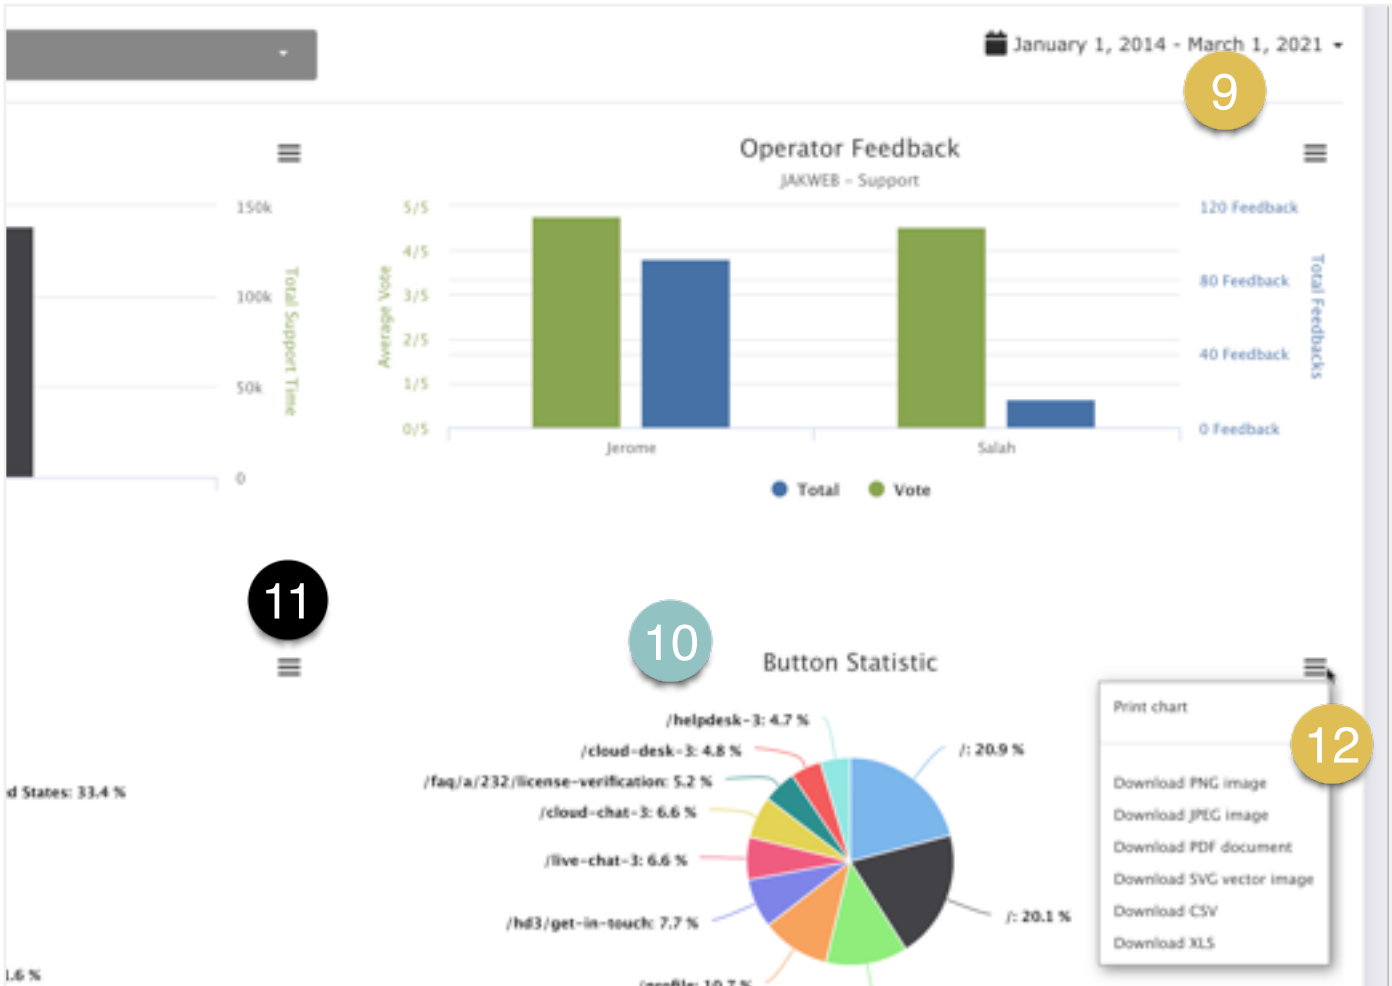 January 1, 2014 - March 1, 2021
9
Operator Feedback
JAKWEB - Support
150k
100k
50k
0
Total Support Time
5/5
4/5
3/5
2/5
1/5
0/5
Average Vote
120 Feedback
80 Feedback
40 Feedback
0 Feedback
Total Feedbacks
Jerome
Salah
Total
Vote
11
10
Button Statistic
/helpdesk-3: 4.7 %
/cloud-desk-3: 4.8 %
/: 20.9 %
/faq/a/232/license-verification: 5.2 %
/cloud-chat-3: 6.6 %
/live-chat-3: 6.6 %
/hd3/get-in-touch: 7.7 %
/: 20.1 %
/profile: 10.7 %
d States: 33.4 %
.6 %
Print chart
12
Download PNG image
Download JPEG image
Download PDF document
Download SVG vector image
Download CSV
Download XLS